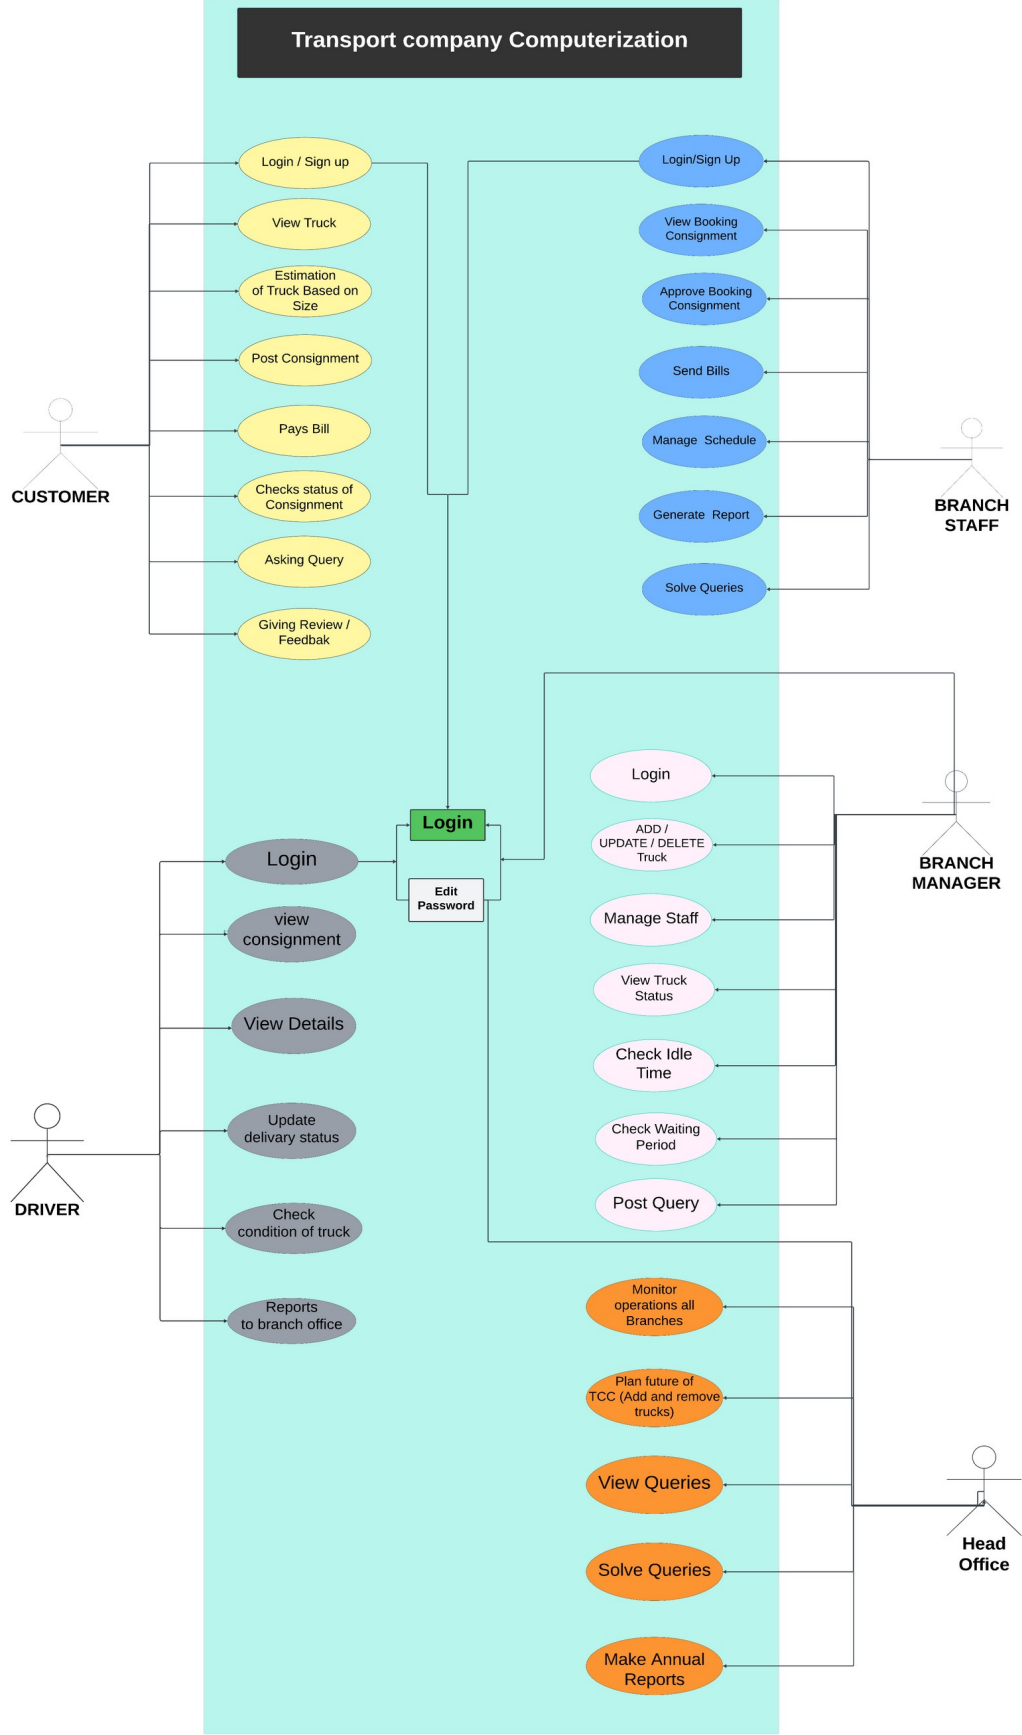 Transport company Computerization
Login / Sign up
View Truck
Estimation
of Truck Based on
Size
Post Consignment
Pays Bill
Checks status of
Consignment
Asking Query
Giving Review /
Feedbak
CUSTOMER
Login/Sign Up
View Booking
Consignment
Approve Booking
Consignment
Send Bills
Manage  Schedule
Generate  Report
Solve Queries
BRANCH
STAFF
Login
Edit
Password
Login
view
consignment
View Details
Update
delivary status
Check
condition of truck
Reports
to branch office
DRIVER
Login
ADD /
UPDATE / DELETE
Truck
Manage Staff
View Truck
Status
Check Idle
Time
Check Waiting
Period
Post Query
BRANCH
MANAGER
Monitor
operations all
Branches
Plan future of
TCC (Add and remove
trucks)
View Queries
Solve Queries
Make Annual
Reports
Head
Office